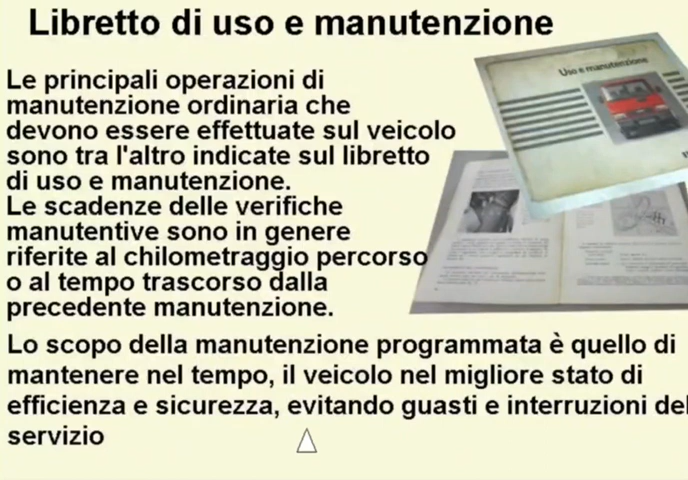 Libretto di uso e manutenzione
Uso e manutenzione
Le principali operazioni di
manutenzione ordinaria che
devono essere effettuate sul veicolo
sono tra l'altro indicate sul libretto
di uso e manutenzione.
Le scadenze delle verifiche
manutentive sono in genere
riferite al chilometraggio percorso
o al tempo trascorso dalla
precedente manutenzione.
Lo scopo della manutenzione programmata è quello di
mantenere nel tempo, il veicolo nel migliore stato di
efficienza e sicurezza, evitando guasti e interruzioni del
servizio